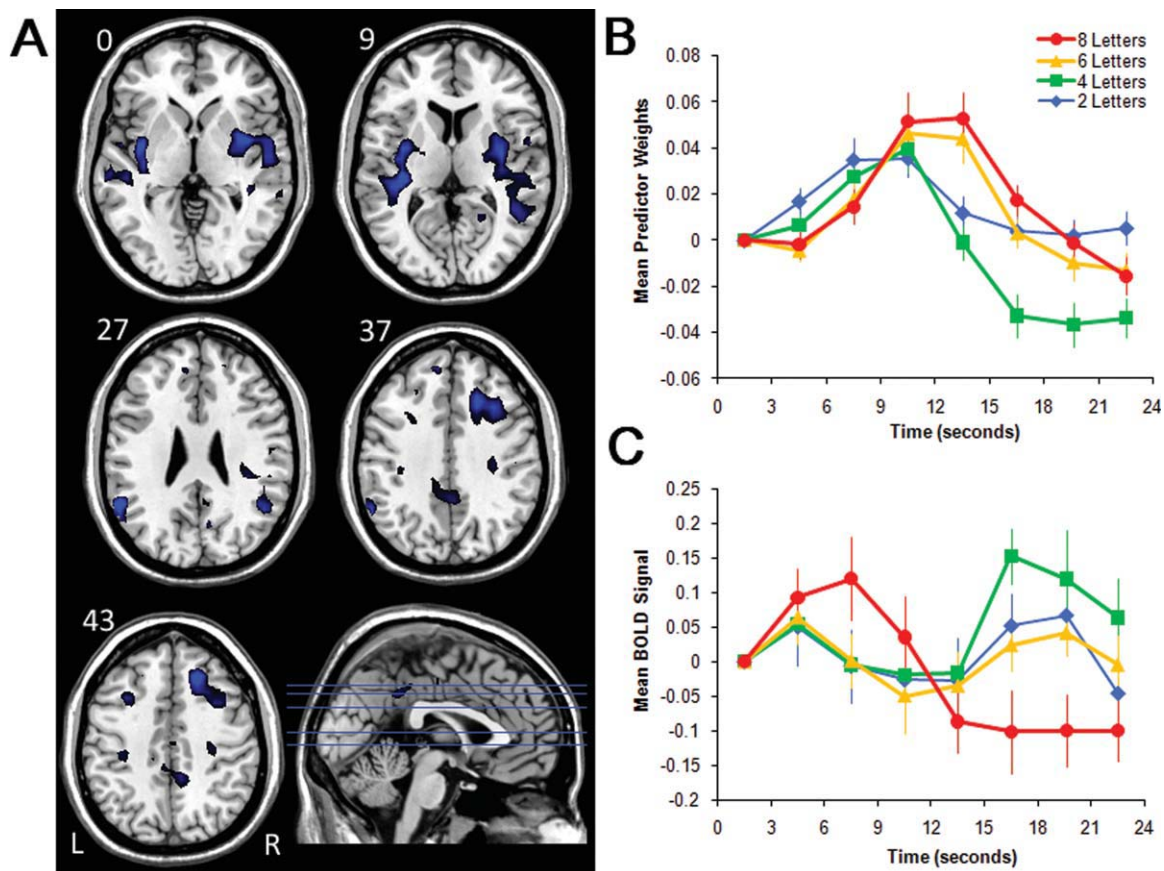 A
0
9
27
37
43
L
R
B
8 Letters
6 Letters
4 Letters
2 Letters
Mean Predictor Weights
0.08
0.06
0.04
0.02
0
-0.02
-0.04
-0.06
0 3 6 9 12 15 18 21 24
Time (seconds)
C
Mean BOLD Signal
0.25
0.2
0.15
0.1
0.05
0
-0.05
-0.1
-0.15
-0.2
0 3 6 9 12 15 18 21 24
Time (seconds)